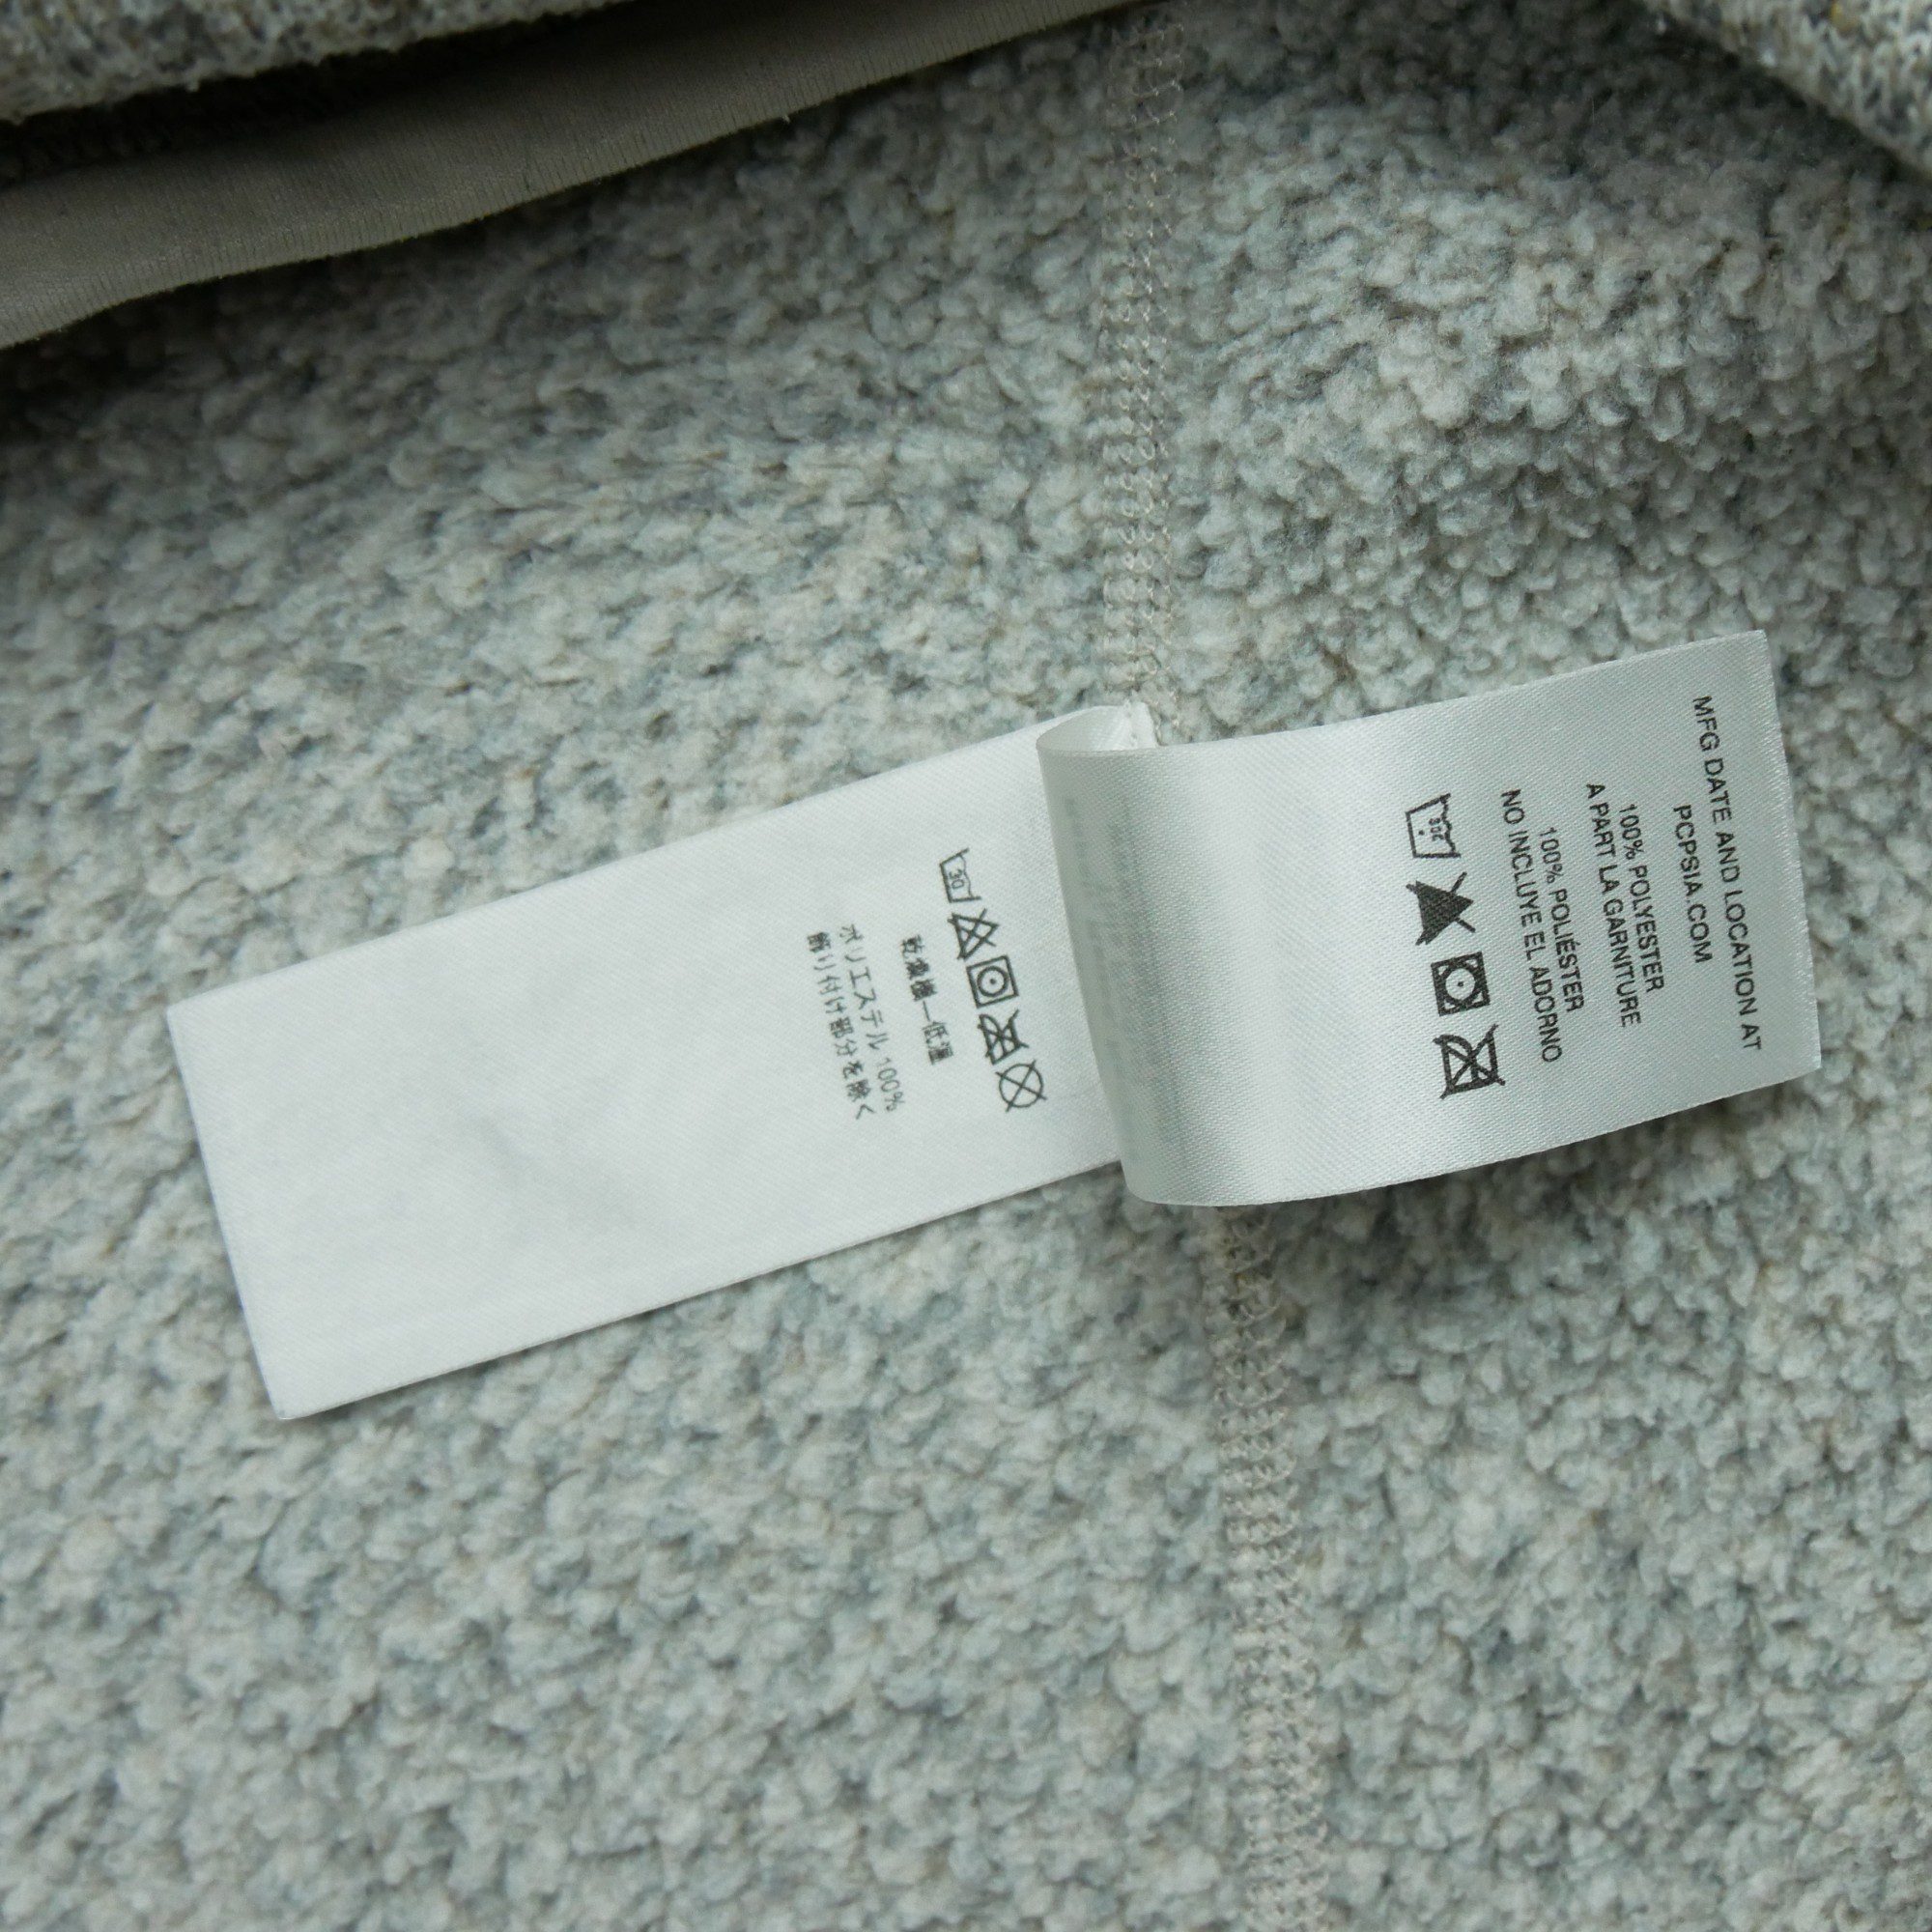 MFG DATE AND LOCATION AT
PCPSIA.COM
100% POLYESTER
A PART LA GARNITURE
100% POLIÉSTER
NO INCLUYE EL ADORNO
30C
30
乾燥機—低温
ポリエステル 100%
飾り付け部分を除く